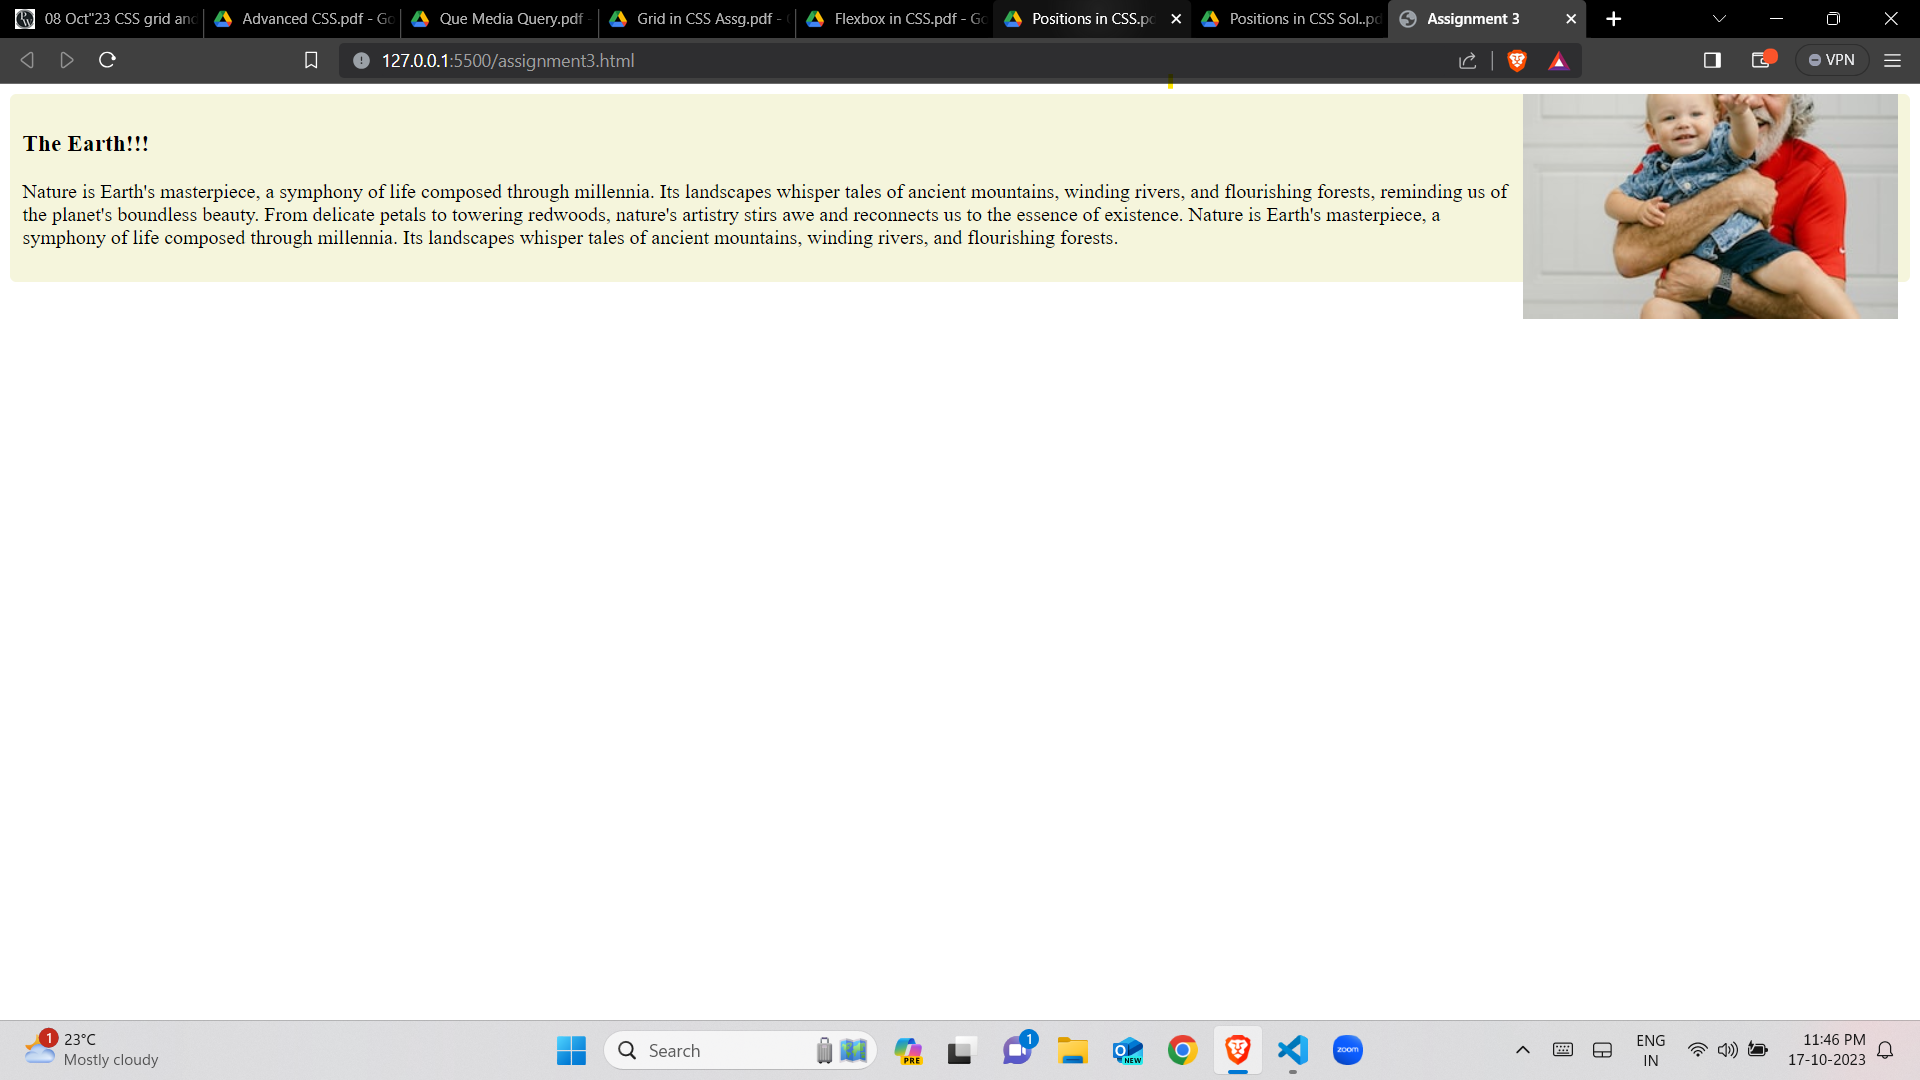 08 Oct"23 CSS grid and
Advanced CSS.pdf - Go
Que Media Query.pdf -
Grid in CSS Assg.pdf - G
Flexbox in CSS.pdf - Go
Positions in CSS.pd
Positions in CSS Sol..pd
Assignment 3
127.0.0.1:5500/assignment3.html
VPN
The Earth!!!
Nature is Earth's masterpiece, a symphony of life composed through millennia. Its landscapes whisper tales of ancient mountains, winding rivers, and flourishing forests, reminding us of
the planet's boundless beauty. From delicate petals to towering redwoods, nature's artistry stirs awe and reconnects us to the essence of existence. Nature is Earth's masterpiece, a
symphony of life composed through millennia. Its landscapes whisper tales of ancient mountains, winding rivers, and flourishing forests.
1
23°C
Mostly cloudy
Search
PRE
1
NEW
zoom
ENG
IN
11:46 PM
17-10-2023